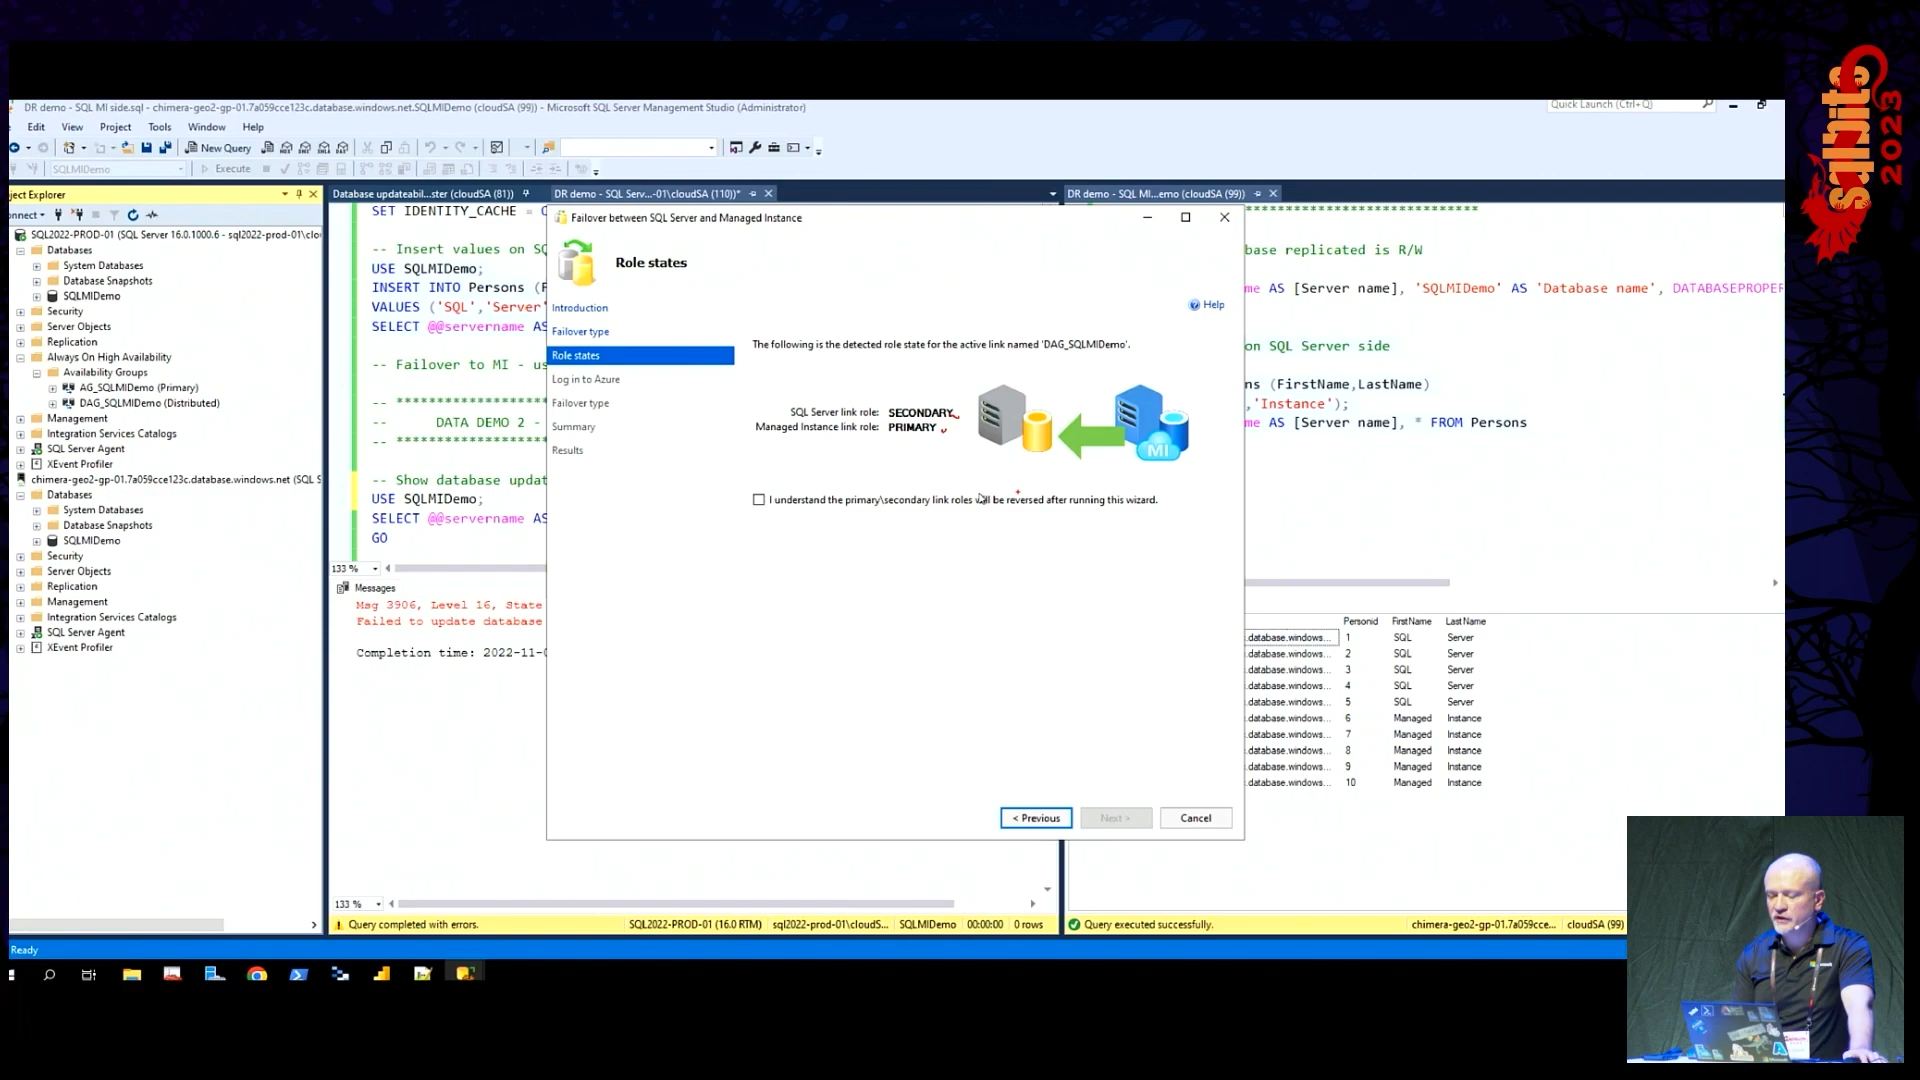 sqlbits 2023
DR demo - SQL MI side.sql - chimera-geo2-gp-01.7a059cce123c.database.windows.net.SQLMIDemo (cloudSA (99)) - Microsoft SQL Server Management Studio (Administrator)
Quick Launch (Ctrl+Q)
Edit View Project Tools Window Help
New Query
SQLMIDemo
Execute
ject Explorer
nnect
SQL2022-PROD-01 (SQL Server 16.0.1000.6 - sql2022-prod-01\clou
Databases
System Databases
Database Snapshots
SQLMIDemo
Security
Server Objects
Replication
Always On High Availability
Availability Groups
AG_SQLMIDemo (Primary)
DAG_SQLMIDemo (Distributed)
Management
Integration Services Catalogs
SQL Server Agent
XEvent Profiler
chimera-geo2-gp-01.7a059cce123c.database.windows.net (SQL S
Databases
System Databases
Database Snapshots
SQLMIDemo
Security
Server Objects
Replication
Management
Integration Services Catalogs
SQL Server Agent
XEvent Profiler
Database updateabil...ster (cloudSA (81))
DR demo - SQL Serv...-01\cloudSA (110))*
SET IDENTITY_CACHE = O
-- Insert values on SQ
USE SQLMIDemo;
INSERT INTO Persons (F
VALUES ('SQL','Server'
SELECT @@servername AS
-- Failover to MI - us
-- ****************
-- DATA DEMO 2 -
-- ****************
-- Show database updat
USE SQLMIDemo;
SELECT @@servername AS
GO
133 %
Messages
Msg 3906, Level 16, State
Failed to update database
Completion time: 2022-11-0
133 %
Query completed with errors.
SQL2022-PROD-01 (16.0 RTM) sql2022-prod-01\cloudS... SQLMIDemo 00:00:00 0 rows
Failover between SQL Server and Managed Instance
Role states
Introduction
Failover type
Role states
Log in to Azure
Failover type
Summary
Results
Help
The following is the detected role state for the active link named 'DAG_SQLMIDemo'.
SQL Server link role: SECONDARY
Managed Instance link role: PRIMARY
MI
I understand the primary\secondary link roles will be reversed after running this wizard.
< Previous Next > Cancel
DR demo - SQL MI...emo (cloudSA (99))
base replicated is R/W
me AS [Server name], 'SQLMIDemo' AS 'Database name', DATABASEPROPER
on SQL Server side
ns (FirstName,LastName)
,'Instance');
me AS [Server name], * FROM Persons
Personid FirstName LastName
.database.windows... 1 SQL Server
.database.windows... 2 SQL Server
.database.windows... 3 SQL Server
.database.windows... 4 SQL Server
.database.windows... 5 SQL Server
.database.windows... 6 Managed Instance
.database.windows... 7 Managed Instance
.database.windows... 8 Managed Instance
.database.windows... 9 Managed Instance
.database.windows... 10 Managed Instance
Query executed successfully.
chimera-geo2-gp-01.7a059cce... cloudSA (99)
Ready